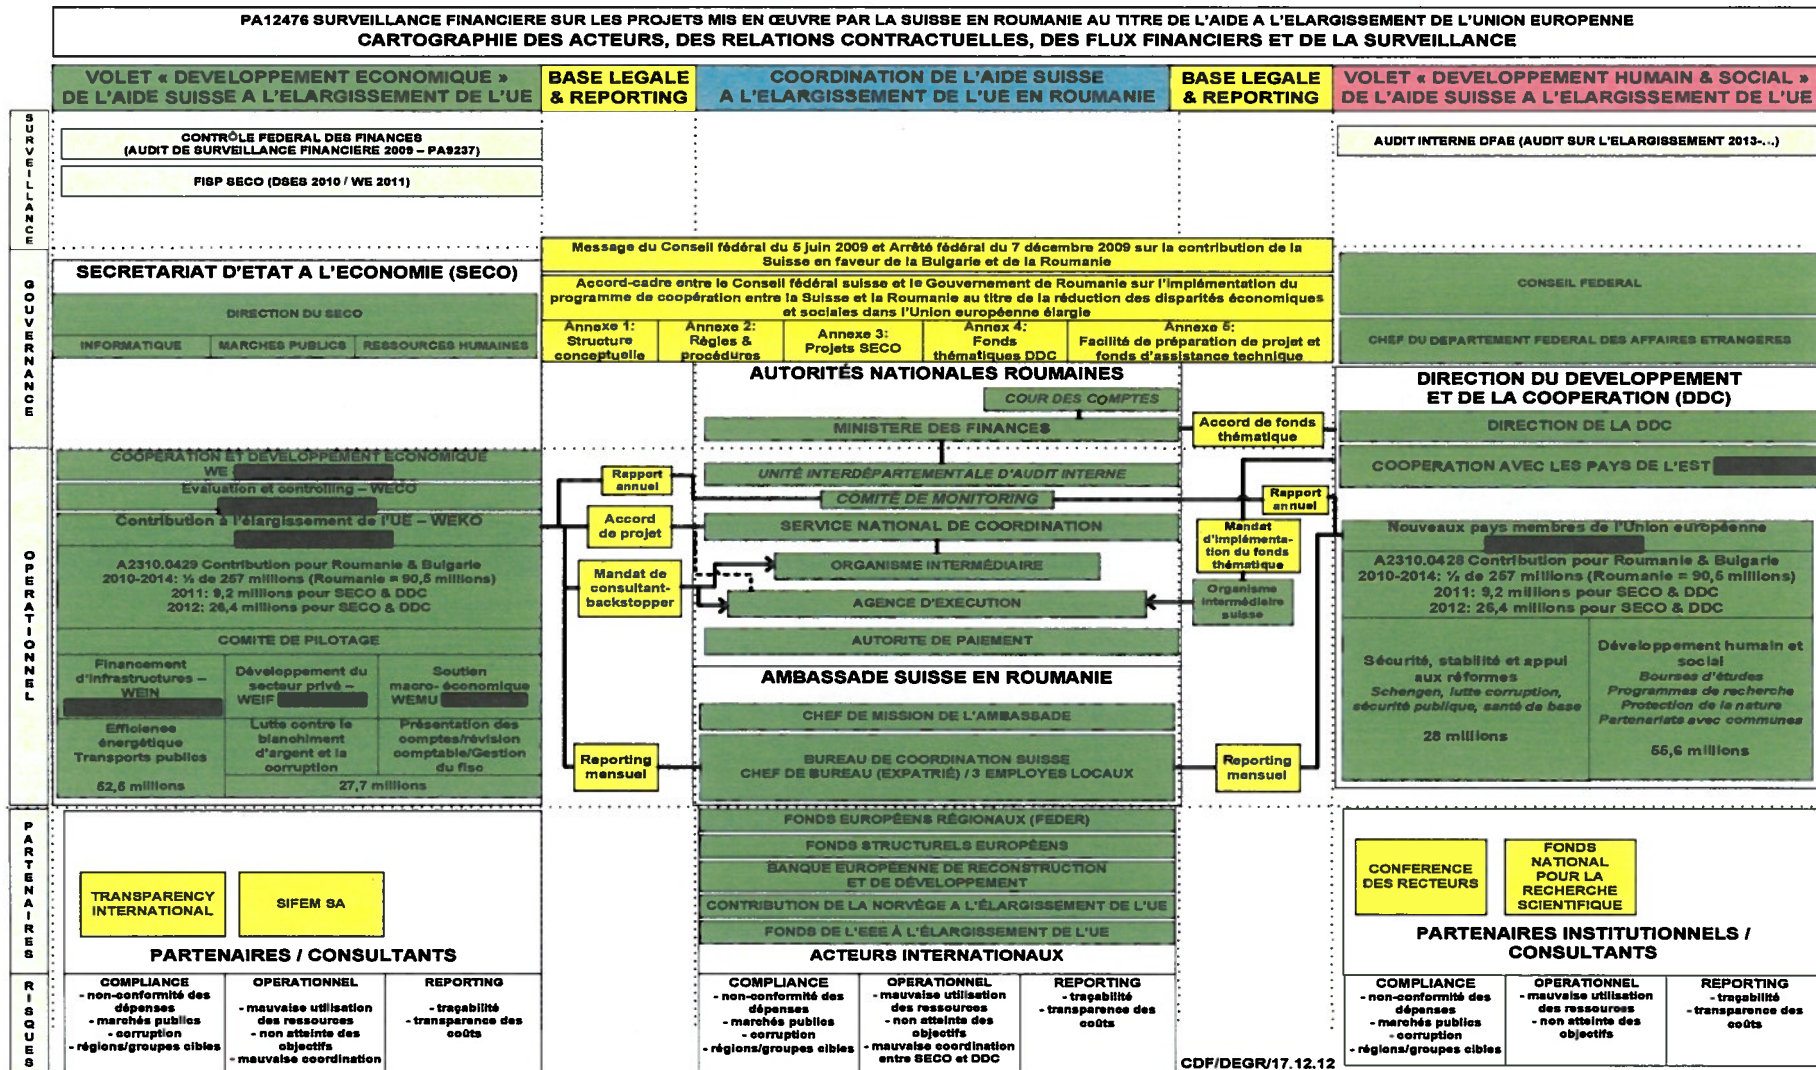 PA12476 SURVEILLANCE FINANCIERE SUR LES PROJETS MIS EN ŒUVRE PAR LA SUISSE EN ROUMANIE AU TITRE DE L'AIDE A L'ELARGISSEMENT DE L'UNION EUROPENNE
CARTOGRAPHIE DES ACTEURS, DES RELATIONS CONTRACTUELLES, DES FLUX FINANCIERS ET DE LA SURVEILLANCE
VOLET « DEVELOPPEMENT ECONOMIQUE »
DE L'AIDE SUISSE A L'ELARGISSEMENT DE L'UE
BASE LEGALE
& REPORTING
COORDINATION DE L'AIDE SUISSE
A L'ELARGISSEMENT DE L'UE EN ROUMANIE
BASE LEGALE
& REPORTING
VOLET « DEVELOPPEMENT HUMAIN & SOCIAL »
DE L'AIDE SUISSE A L'ELARGISSEMENT DE L'UE
SURVEILLANCE
CONTRÔLE FEDERAL DES FINANCES
(AUDIT DE SURVEILLANCE FINANCIERE 2009 – PA9237)
FISP SECO (DSES 2010 / WE 2011)
AUDIT INTERNE DFAE (AUDIT SUR L'ELARGISSEMENT 2013-...)
GOUVERNANCE
Message du Conseil fédéral du 5 juin 2009 et Arrêté fédéral du 7 décembre 2009 sur la contribution de la
Suisse en faveur de la Bulgarie et de la Roumanie
Accord-cadre entre le Conseil fédéral suisse et le Gouvernement de Roumanie sur l'implémentation du
programme de coopération entre la Suisse et la Roumanie au titre de la réduction des disparités économiques
et sociales dans l'Union européenne élargie
Annexe 1:
Structure
conceptuelle
Annexe 2:
Règles &
procédures
Annexe 3:
Projets SECO
Annex 4:
Fonds
thématiques DDC
Annexe 5:
Facilité de préparation de projet et
fonds d'assistance technique
SECRETARIAT D'ETAT A L'ECONOMIE (SECO)
DIRECTION DU SECO
INFORMATIQUE
MARCHES PUBLICS
RESSOURCES HUMAINES
CONSEIL FEDERAL
CHEF DU DEPARTEMENT FEDERAL DES AFFAIRES ETRANGERES
AUTORITÉS NATIONALES ROUMAINES
COUR DES COMPTES
MINISTERE DES FINANCES
Accord de fonds
thématique
DIRECTION DU DEVELOPPEMENT
ET DE LA COOPERATION (DDC)
DIRECTION DE LA DDC
OPERATIONNEL
COOPERATION ET DEVELOPPEMENT ECONOMIQUE
WE
Evaluation et controlling – WECO
Contribution à l'élargissement de l'UE – WEKO
A2310.0429 Contribution pour Roumanie & Bulgarie
2010-2014: ½ de 257 millions (Roumanie = 90,5 millions)
2011: 9,2 millions pour SECO & DDC
2012: 26,4 millions pour SECO & DDC
COMITE DE PILOTAGE
Financement
d'infrastructures –
WEIN
Développement du
secteur privé –
WEIF
Soutien
macro-économique
WEMU
Efficience
énergétique
Transports publics
Lutte contre le
blanchiment
d'argent et la
corruption
Présentation des
comptes/révision
comptable/Gestion
du fisc
52,5 millions
27,7 millions
Rapport
annuel
Accord
de projet
Mandat de
consultant-
backstopper
Reporting
mensuel
UNITÉ INTERDÉPARTEMENTALE D'AUDIT INTERNE
COMITÉ DE MONITORING
SERVICE NATIONAL DE COORDINATION
ORGANISME INTERMÉDIAIRE
AGENCE D'EXECUTION
AUTORITE DE PAIEMENT
AMBASSADE SUISSE EN ROUMANIE
CHEF DE MISSION DE L'AMBASSADE
BUREAU DE COORDINATION SUISSE
CHEF DE BUREAU (EXPATRIÉ) / 3 EMPLOYES LOCAUX
Rapport
annuel
Mandat
d'implémenta-
tion du fonds
thématique
Organisme
intermédiaire
suisse
Reporting
mensuel
COOPERATION AVEC LES PAYS DE L'EST
Nouveaux pays membres de l'Union européenne
A2310.0428 Contribution pour Roumanie & Bulgarie
2010-2014: ½ de 257 millions (Roumanie = 90,5 millions)
2011: 9,2 millions pour SECO & DDC
2012: 26,4 millions pour SECO & DDC
Sécurité, stabilité et appui
aux réformes
Schengen, lutte corruption,
sécurité publique, santé de base
28 millions
Développement humain et
social
Bourses d'études
Programmes de recherche
Protection de la nature
Partenariats avec communes
55,6 millions
PARTENAIRES
TRANSPARENCY
INTERNATIONAL
SIFEM SA
PARTENAIRES / CONSULTANTS
FONDS EUROPÉENS RÉGIONAUX (FEDER)
FONDS STRUCTURELS EUROPÉENS
BANQUE EUROPÉENNE DE RECONSTRUCTION
ET DE DÉVELOPPEMENT
CONTRIBUTION DE LA NORVÈGE A L'ÉLARGISSEMENT DE L'UE
FONDS DE L'EEE À L'ÉLARGISSEMENT DE L'UE
ACTEURS INTERNATIONAUX
CONFERENCE
DES RECTEURS
FONDS
NATIONAL
POUR LA
RECHERCHE
SCIENTIFIQUE
PARTENAIRES INSTITUTIONNELS /
CONSULTANTS
RISQUES
COMPLIANCE
- non-conformité des
dépenses
- marchés publics
- corruption
- régions/groupes cibles
OPERATIONNEL
- mauvaise utilisation
des ressources
- non atteinte des
objectifs
- mauvaise coordination
REPORTING
- traçabilité
- transparence des
coûts
COMPLIANCE
- non-conformité des
dépenses
- marchés publics
- corruption
- régions/groupes cibles
OPERATIONNEL
- mauvaise utilisation
des ressources
- non atteinte des
objectifs
- mauvaise coordination
entre SECO et DDC
REPORTING
- traçabilité
- transparence des
coûts
CDF/DEGR/17.12.12
COMPLIANCE
- non-conformité des
dépenses
- marchés publics
- corruption
- régions/groupes cibles
OPERATIONNEL
- mauvaise utilisation
des ressources
- non atteinte des
objectifs
REPORTING
- traçabilité
- transparence des
coûts